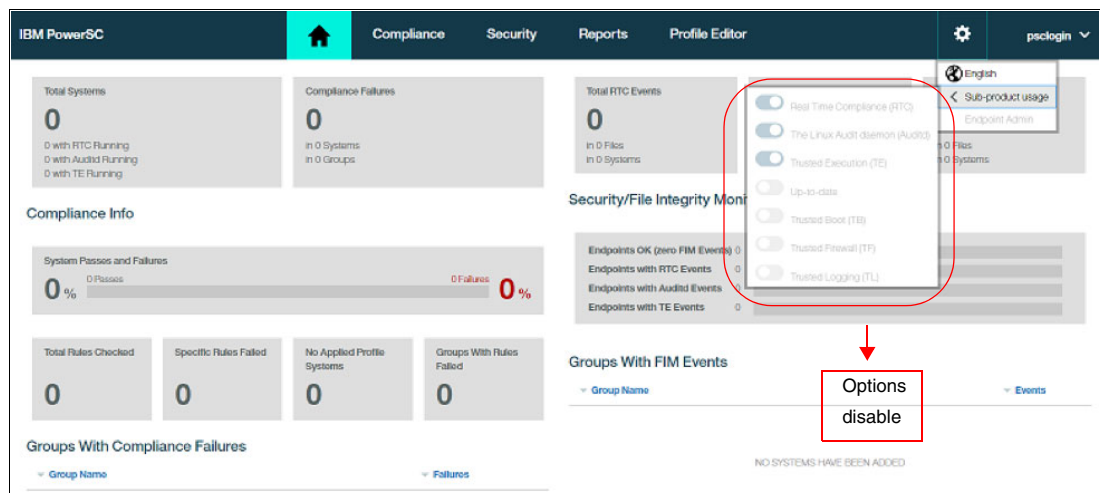 IBM PowerSC
Compliance
Security
Reports
Profile Editor
psclogin
English
Sub-product usage
Endpoint Admin
Total Systems
0
0 with RTC Running
0 with Auditd Running
0 with TE Running
Compliance Failures
0
in 0 Systems
in 0 Groups
Total RTC Events
0
in 0 Files
in 0 Systems
in 0 Files
in 0 Systems
Real Time Compliance (RTC)
The Linux Audit daemon (Auditd)
Trusted Execution (TE)
Up-to-date
Trusted Boot (TB)
Trusted Firewall (TF)
Trusted Logging (TL)
Compliance Info
System Passes and Failures
0 %
0 Passes
0 Failures
0 %
Total Rules Checked
0
Specific Rules Failed
0
No Applied Profile
Systems
0
Groups With Rules
Failed
0
Groups With Compliance Failures
Group Name
Failures
Security/File Integrity Moni
Endpoints OK (zero FIM Events) 0
Endpoints with RTC Events 0
Endpoints with Auditd Events 0
Endpoints with TE Events 0
Groups With FIM Events
Group Name
Events
Options
disable
NO SYSTEMS HAVE BEEN ADDED